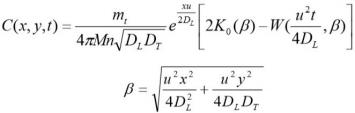 C(x, y, t) = \frac{m_t}{4\pi Mn\sqrt{D_L D_T}} e^{\frac{xu}{2D_L}} \left[ 2K_0(\beta) - W(\frac{u^2 t}{4D_L}, \beta) \right]
\beta = \sqrt{\frac{u^2 x^2}{4D_L^2} + \frac{u^2 y^2}{4D_L D_T}}